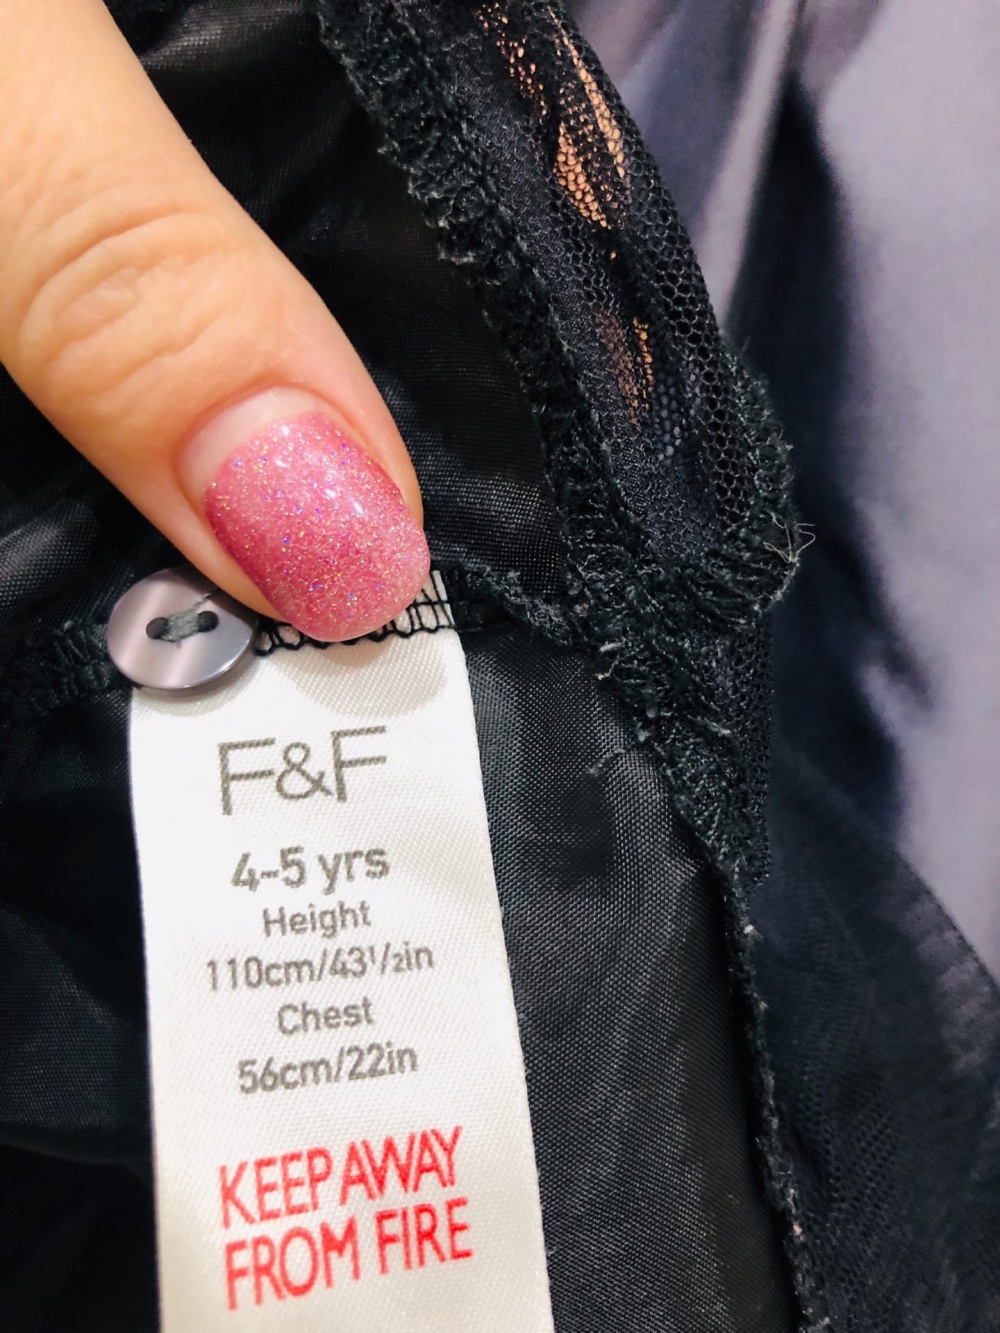 F&F
4-5 yrs
Height
110cm/43¹/₂in
Chest
56cm/22in
KEEP AWAY
FROM FIRE